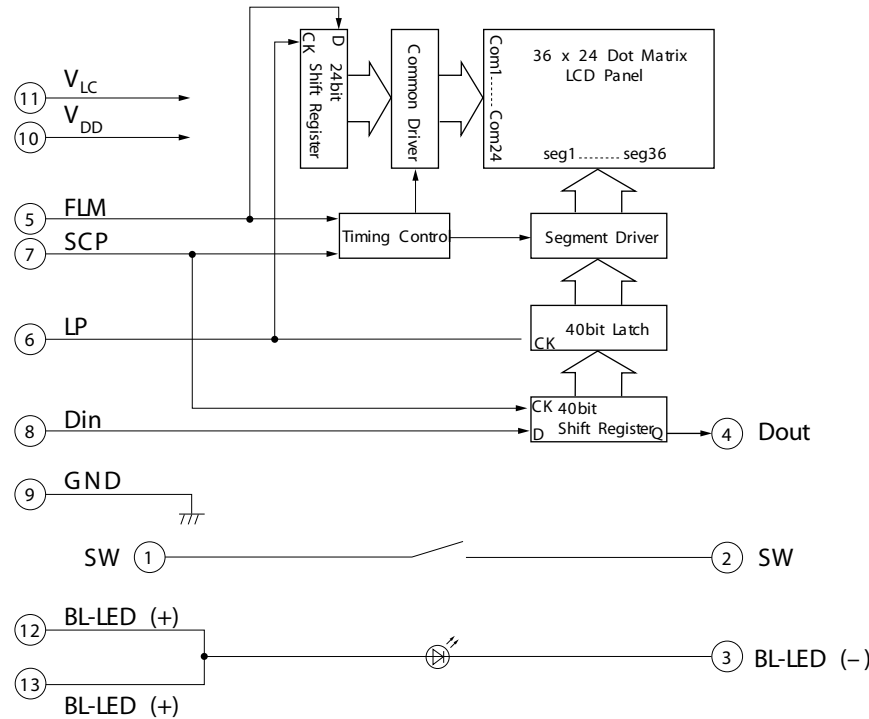 CK
D
24bit
Shift Register
Common Driver
Com1........Com24
36 x 24 Dot Matrix
LCD Panel
seg1 ......... seg36
11 VLC
10 VDD
5 FLM
7 SCP
Timing Control
Segment Driver
6 LP
40bit Latch
CK
CK 40bit
Shift Register
D
Q
8 Din
4 Dout
9 GND
SW 1
2 SW
12 BL-LED (+)
3 BL-LED (–)
13
BL-LED (+)